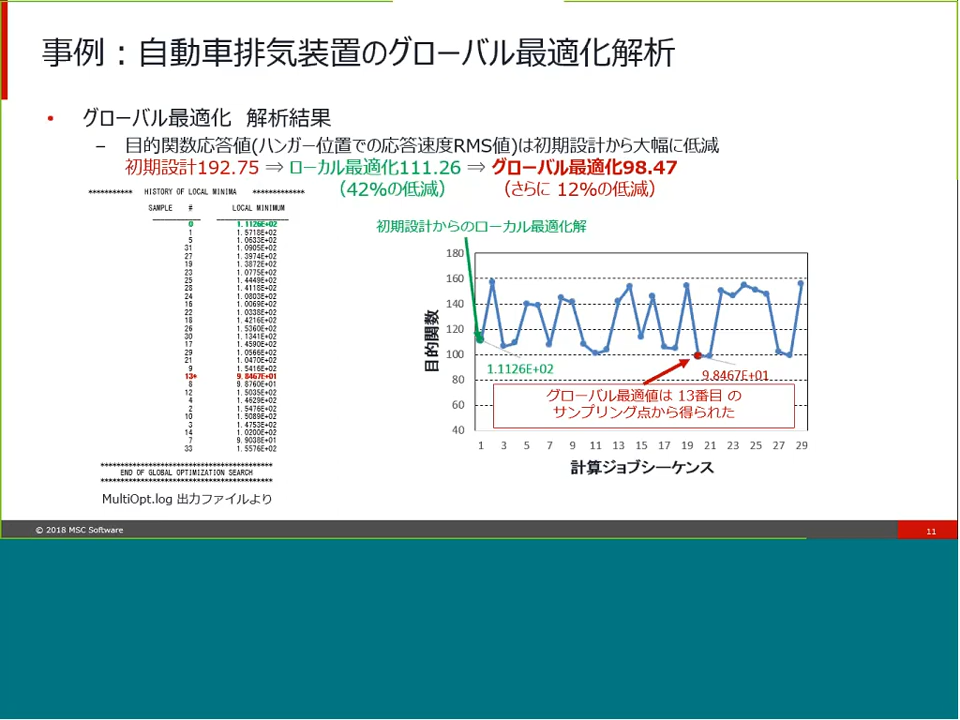 事例：自動車排気装置のグローバル最適化解析
• グローバル最適化　解析結果
– 目的関数応答値(ハンガー位置での応答速度RMS値)は初期設計から大幅に低減
初期設計192.75 ⇒ ローカル最適化111.26 ⇒ グローバル最適化98.47
（42%の低減） （さらに 12%の低減）
*********** HISTORY OF LOCAL MINIMA *************
SAMPLE # LOCAL MINIMUM
0 1.1126E+02
1 1.5718E+02
5 1.0633E+02
31 1.0905E+02
27 1.3974E+02
19 1.3872E+02
23 1.0775E+02
25 1.4449E+02
28 1.4118E+02
24 1.0803E+02
16 1.0069E+02
22 1.0338E+02
18 1.4216E+02
26 1.5360E+02
30 1.1341E+02
17 1.4590E+02
29 1.0566E+02
21 1.0470E+02
9 1.5416E+02
13* 9.8467E+01
8 9.8760E+01
12 1.5035E+02
4 1.4629E+02
2 1.5476E+02
10 1.5089E+02
3 1.4753E+02
14 1.0200E+02
7 9.9038E+01
33 1.5576E+02
*******************************************
END OF GLOBAL OPTIMIZATION SEARCH
*******************************************
MultiOpt.log 出力ファイルより
初期設計からのローカル最適化解
目的関数
180
160
140
120
100
80
60
40
1.1126E+02
9.8467E+01
グローバル最適値は 13番目 の
サンプリング点から得られた
1 3 5 7 9 11 13 15 17 19 21 23 25 27 29
計算ジョブシーケンス
© 2018 MSC Software
11